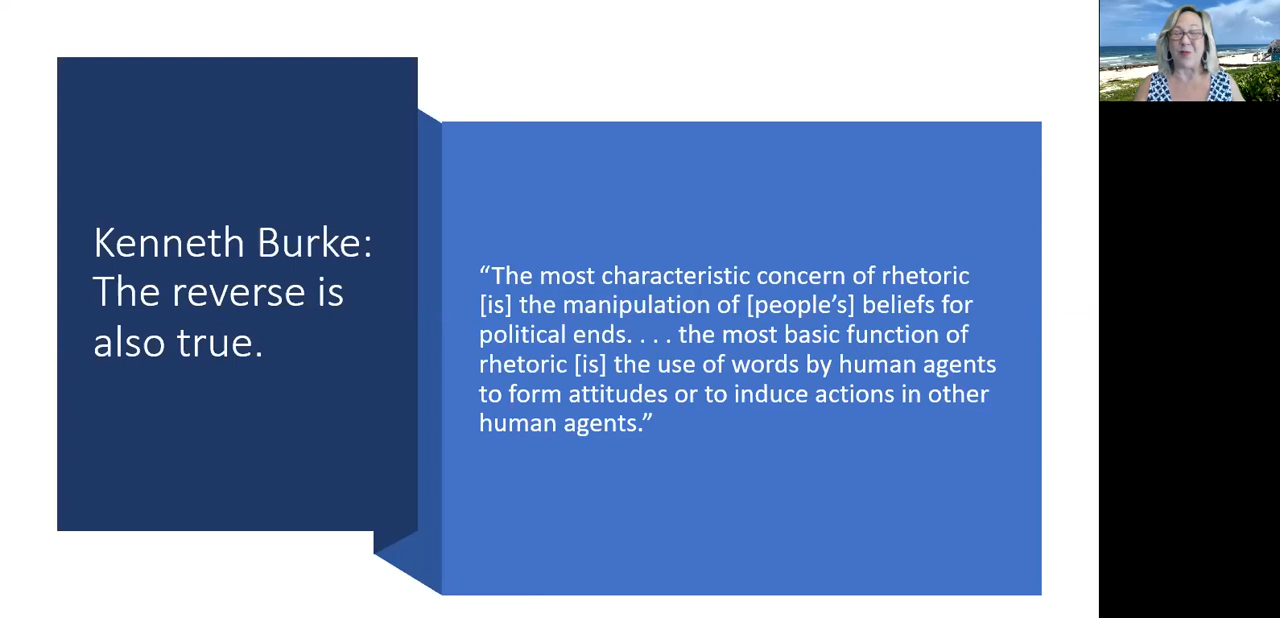 Kenneth Burke:
The reverse is
also true.
“The most characteristic concern of rhetoric
[is] the manipulation of [people’s] beliefs for
political ends. . . . the most basic function of
rhetoric [is] the use of words by human agents
to form attitudes or to induce actions in other
human agents.”